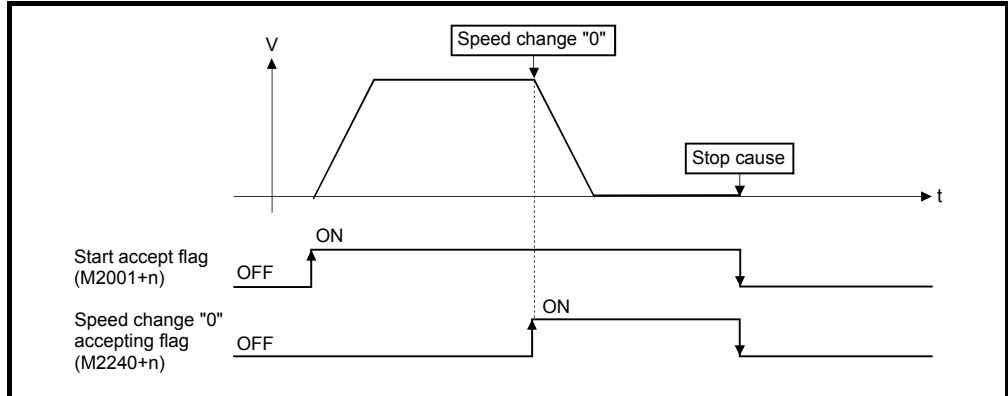 Speed change "0"
V
Stop cause
t
ON
Start accept flag
(M2001+n)
OFF
ON
Speed change "0"
accepting flag
(M2240+n)
OFF